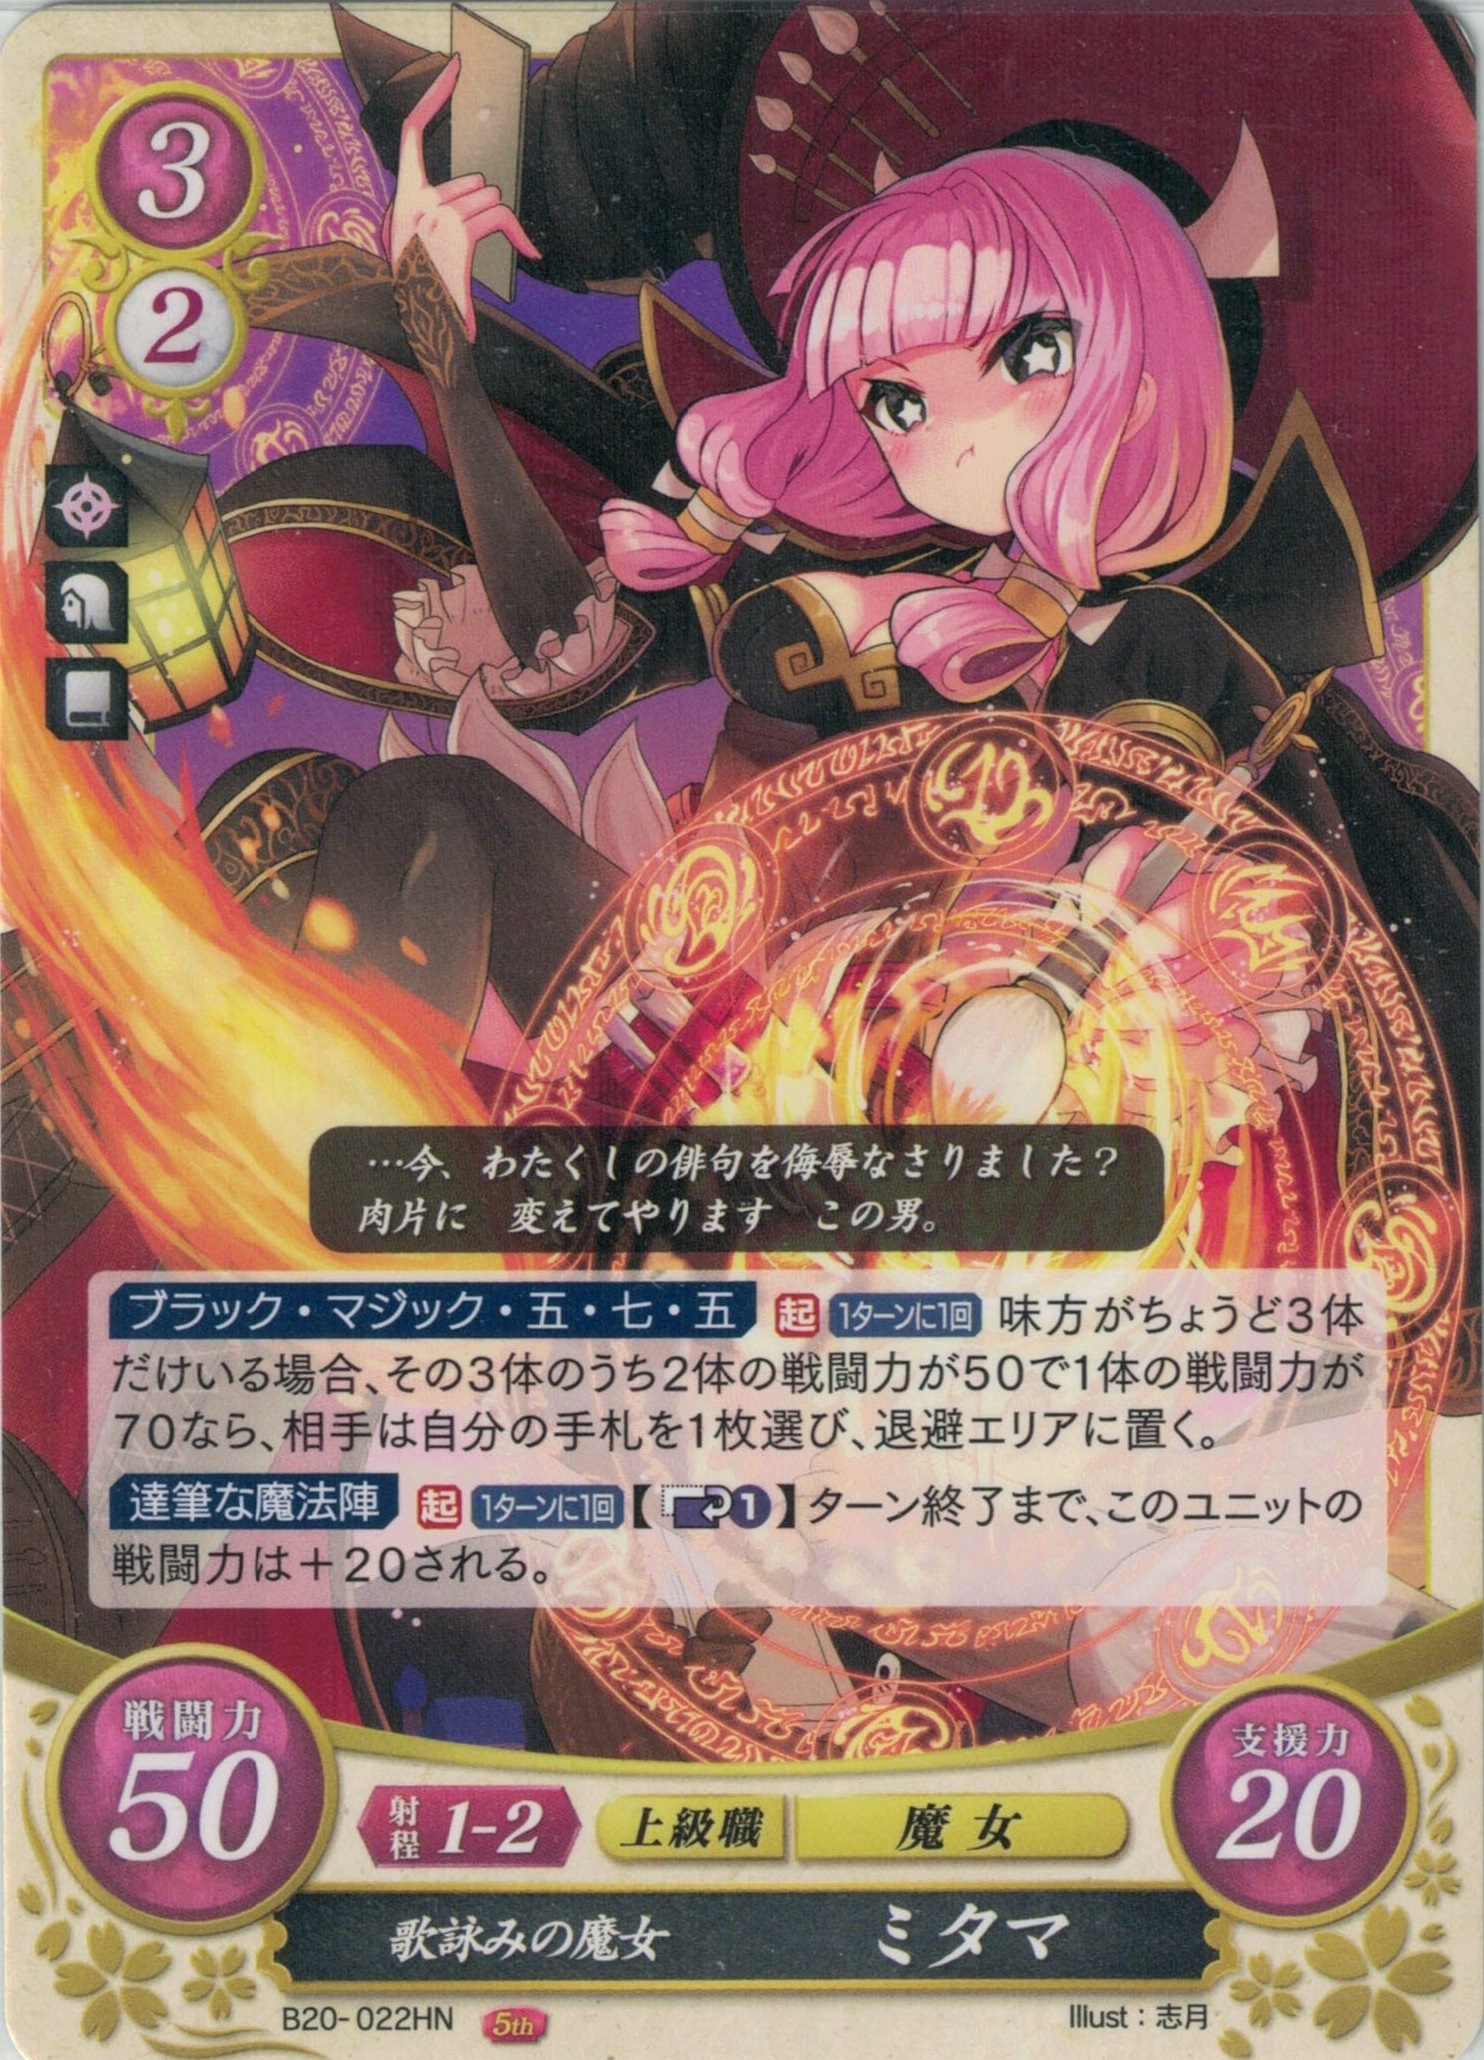 3
2
…今、わたくしの俳句を侮辱なさりました？
肉片に　変えてやります　この男。
ブラック・マジック・五・七・五 起 1ターンに1回 味方がちょうど3体
だけいる場合、その3体のうち2体の戦闘力が50で1体の戦闘力が
70なら、相手は自分の手札を1枚選び、退避エリアに置く。
達筆な魔法陣 起 1ターンに1回【1】ターン終了まで、このユニットの
戦闘力は＋20される。
戦闘力
50
射程 1-2
上級職
魔女
支援力
20
歌詠みの魔女　ミタマ
B20-022HN 5th
Illust：志月